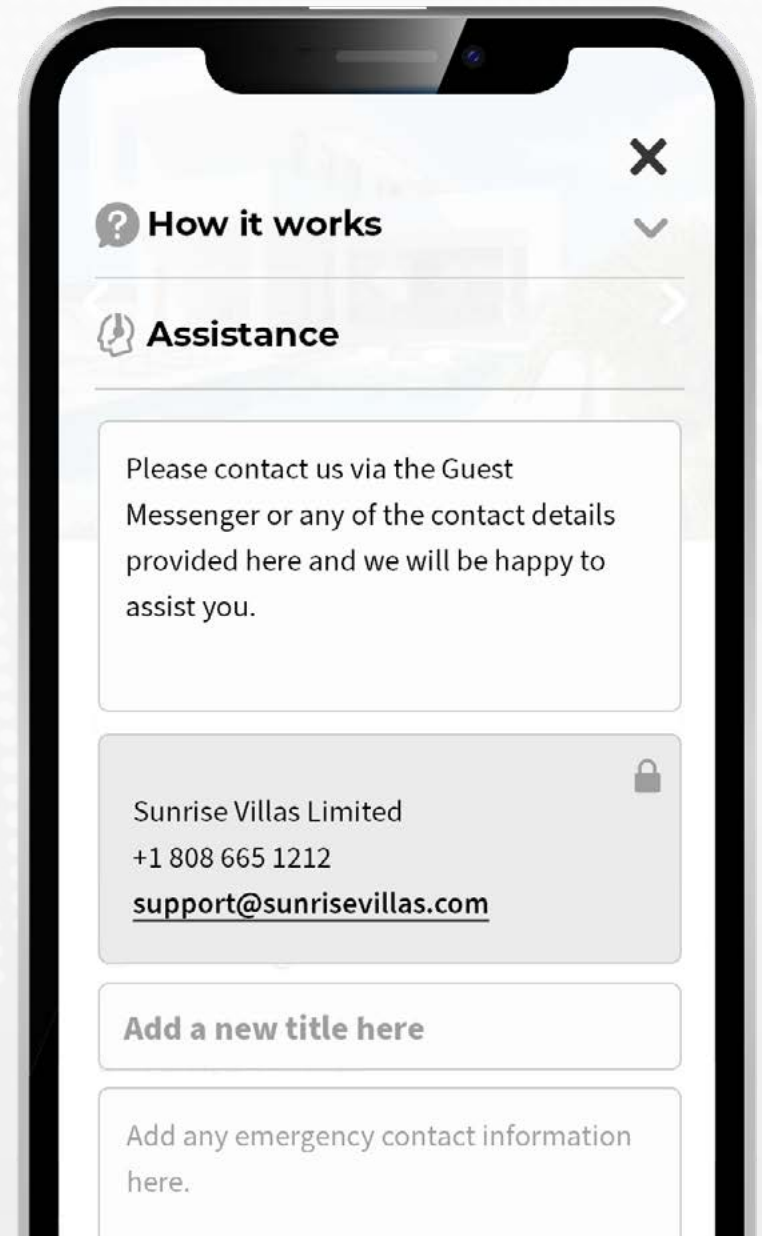 How it works
Assistance
Please contact us via the Guest
Messenger or any of the contact details
provided here and we will be happy to
assist you.
Sunrise Villas Limited
+1 808 665 1212
support@sunrisevillas.com
Add a new title here
Add any emergency contact information
here.